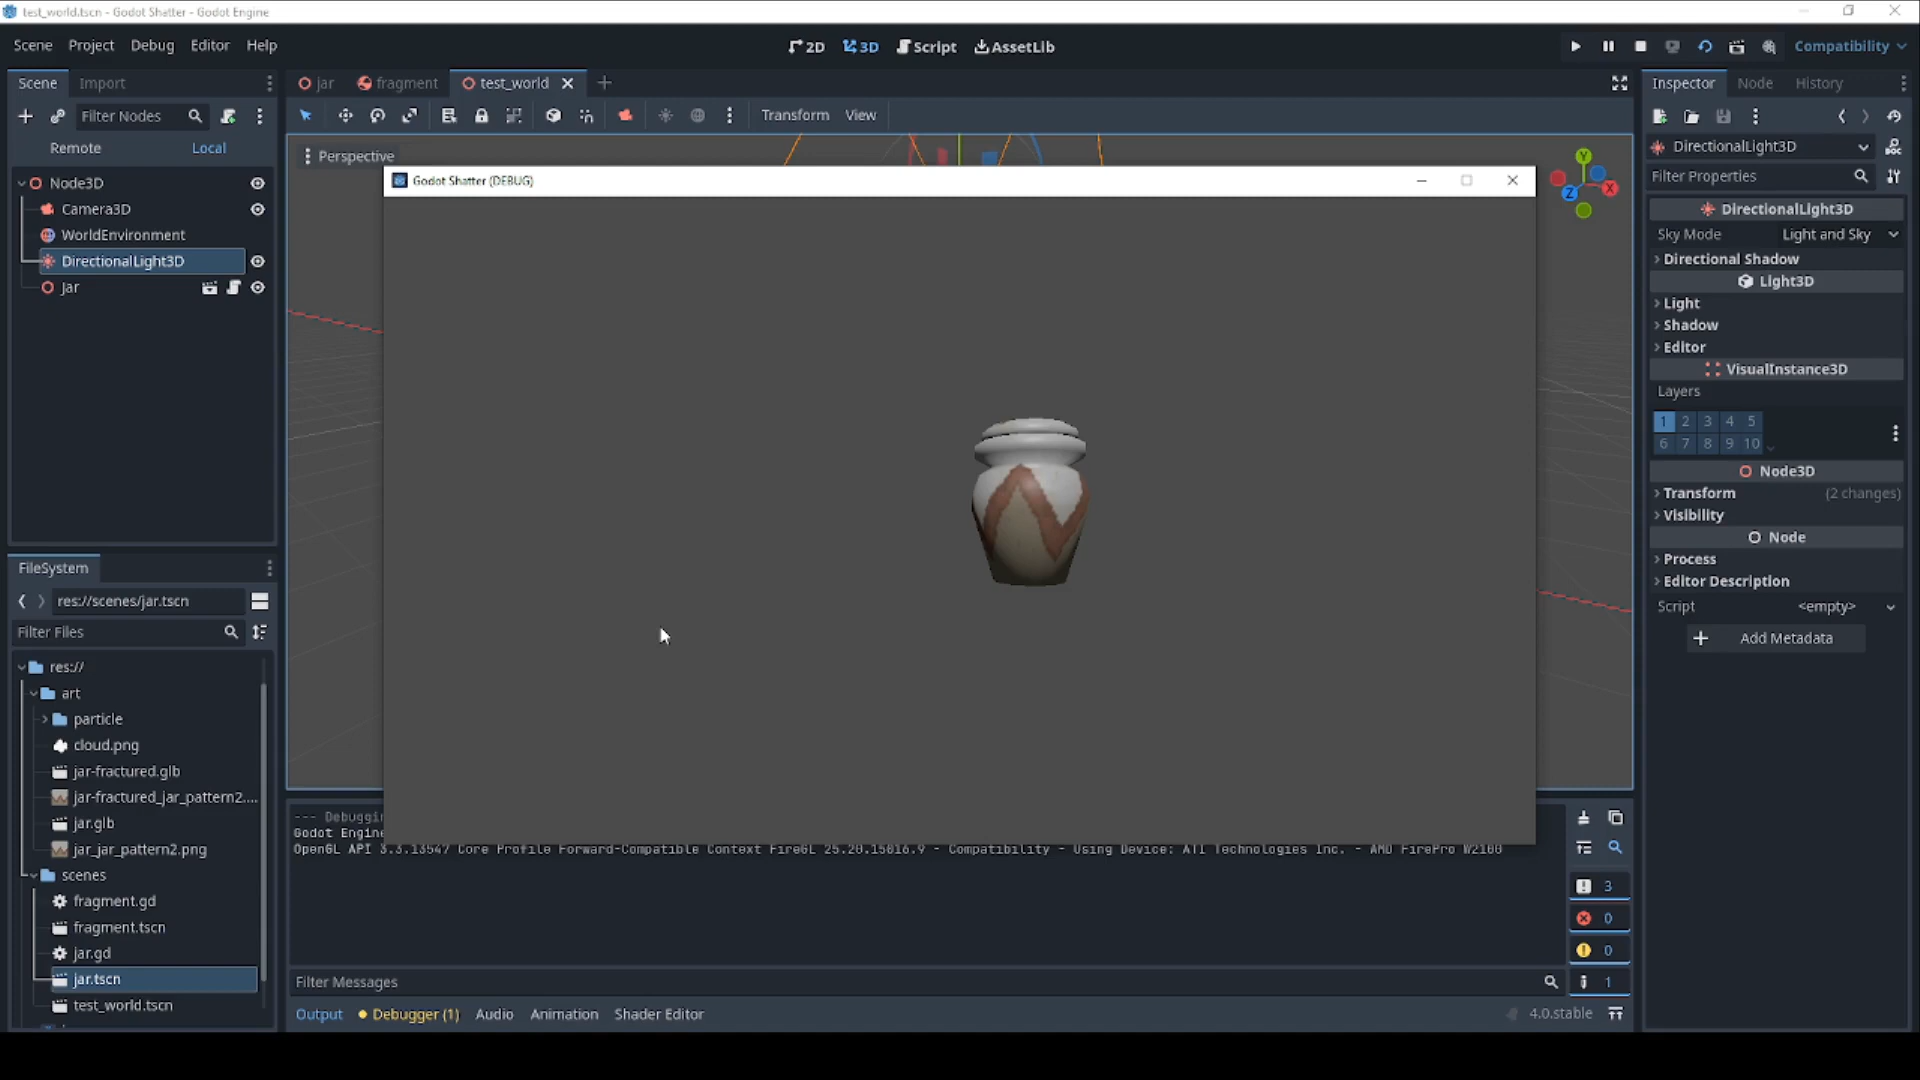 test_world.tscn - Godot Shatter - Godot Engine
Scene Project Debug Editor Help
2D 3D Script AssetLib
Compatibility
Scene Import
jar fragment test_world
Inspector Node History
Filter Nodes
Transform View
Remote Local
Perspective
DirectionalLight3D
Filter Properties
Node3D
Camera3D
WorldEnvironment
DirectionalLight3D
Jar
Godot Shatter (DEBUG)
Y
X
Z
DirectionalLight3D
Sky Mode Light and Sky
Directional Shadow
Light3D
Light
Shadow
Editor
VisualInstance3D
Layers
1 2 3 4 5
6 7 8 9 10
Node3D
Transform (2 changes)
Visibility
Node
Process
Editor Description
Script <empty>
Add Metadata
FileSystem
res://scenes/jar.tscn
Filter Files
res://
art
particle
cloud.png
jar-fractured.glb
jar-fractured_jar_pattern2....
jar.glb
jar_jar_pattern2.png
scenes
fragment.gd
fragment.tscn
jar.gd
jar.tscn
test_world.tscn
--- Debuggin
Godot Engine
OpenGL API 3.3.13547 Core Profile Forward-Compatible Context FireGL 25.20.15016.9 - Compatibility - Using Device: ATI Technologies Inc. - AMD FirePro W2100
3
0
0
1
Filter Messages
Output Debugger (1) Audio Animation Shader Editor
4.0.stable